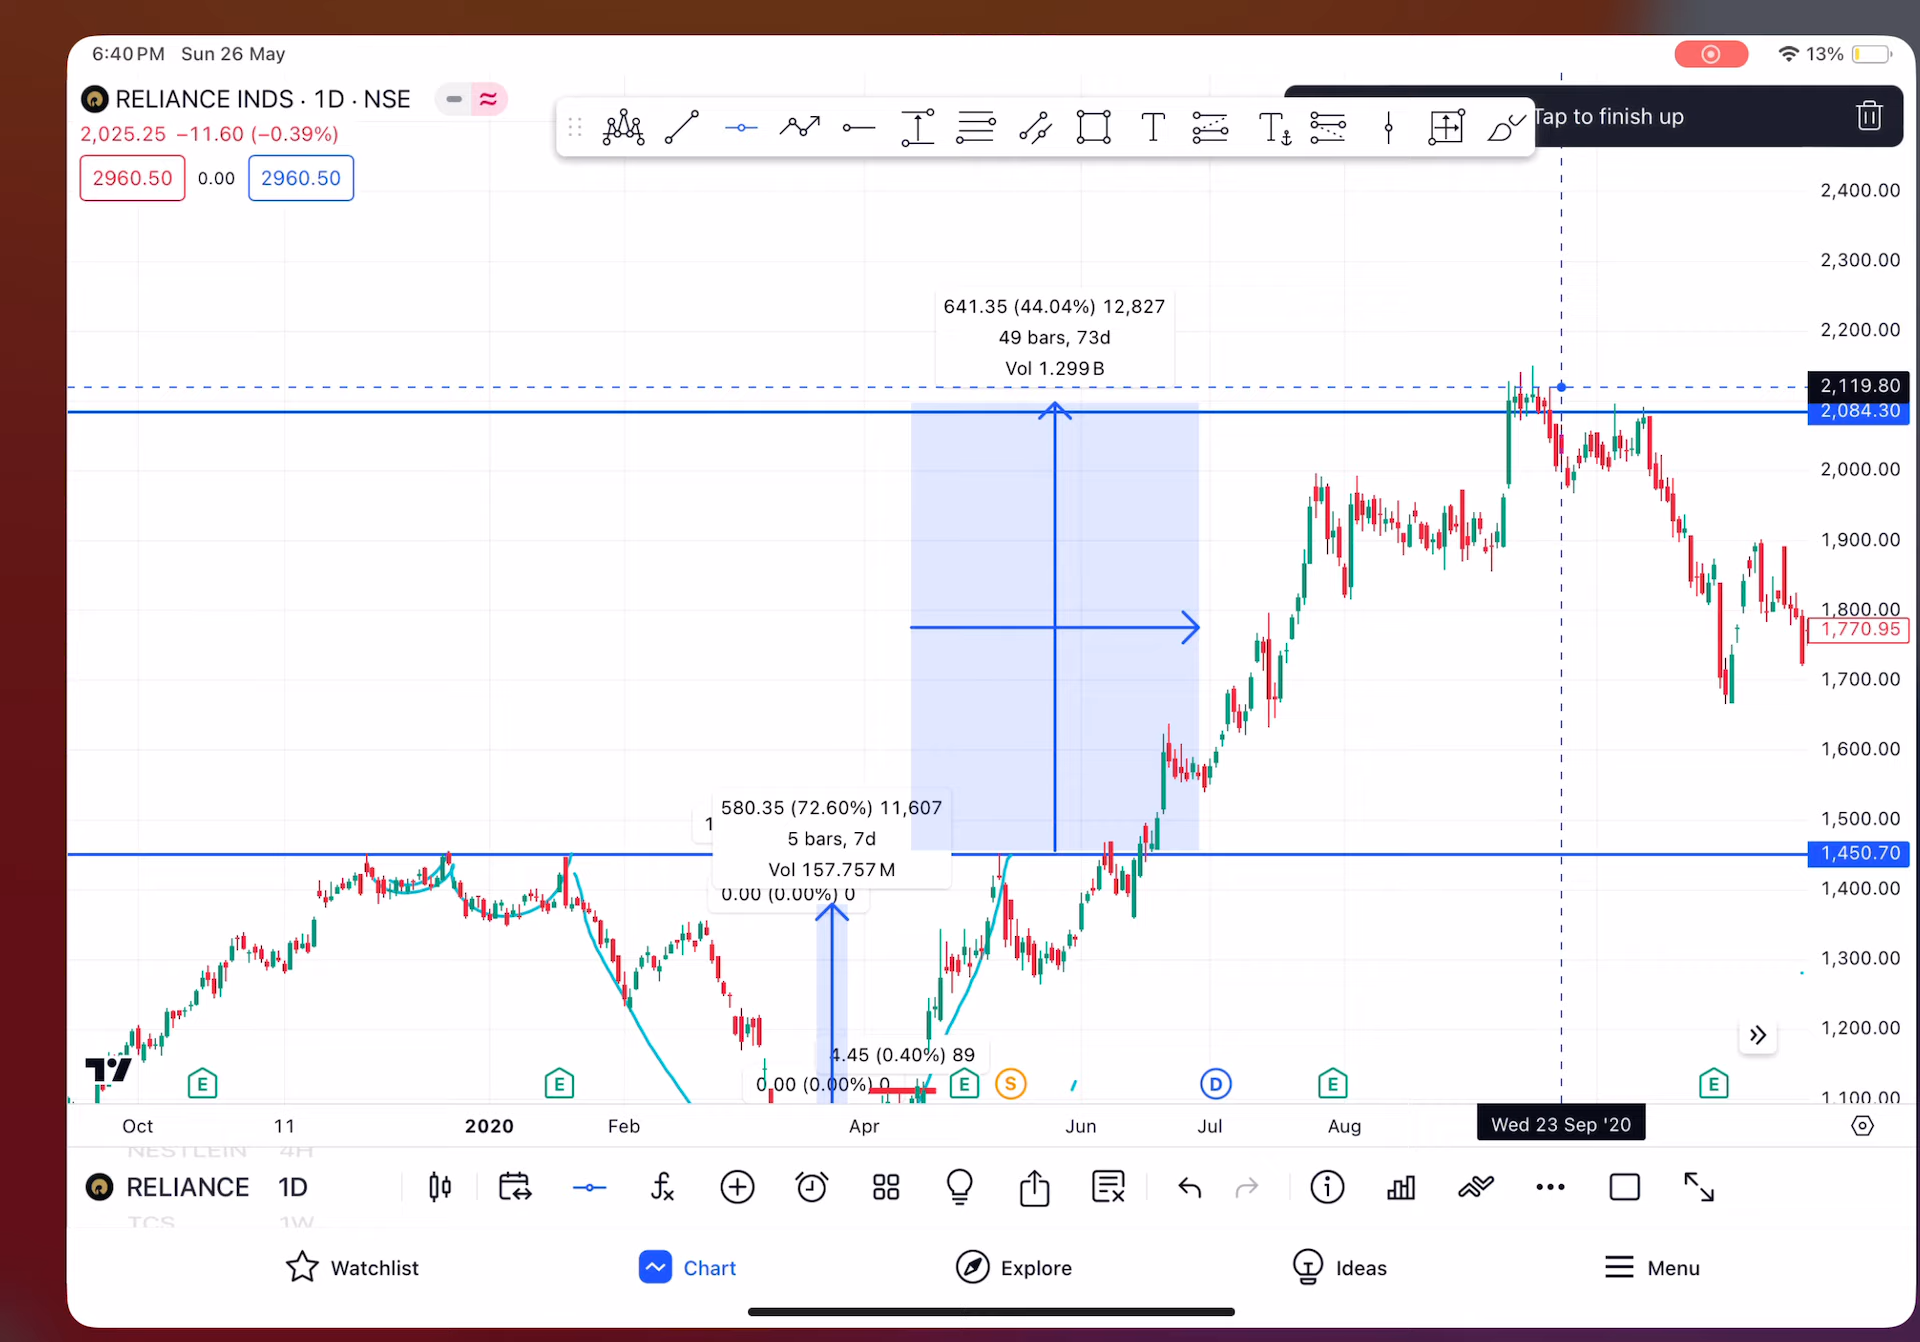 6:40 PM Sun 26 May
13%
RELIANCE INDS · 1D · NSE
2,025.25 −11.60 (−0.39%)
2960.50 0.00 2960.50
Tap to finish up
2,400.00
2,300.00
2,200.00
2,119.80
2,084.30
2,000.00
1,900.00
1,800.00
1,770.95
1,700.00
1,600.00
1,500.00
1,450.70
1,400.00
1,300.00
1,200.00
1,100.00
641.35 (44.04%) 12,827
49 bars, 73d
Vol 1.299 B
580.35 (72.60%) 11,607
5 bars, 7d
Vol 157.757 M
0.00 (0.00%) 0
4.45 (0.40%) 89
0.00 (0.00%) 0
E E E S D E E
Oct 11 2020 Feb Apr Jun Jul Aug Wed 23 Sep '20
NESTLEIN 4H
RELIANCE 1D
TCS 1W
Watchlist Chart Explore Ideas Menu